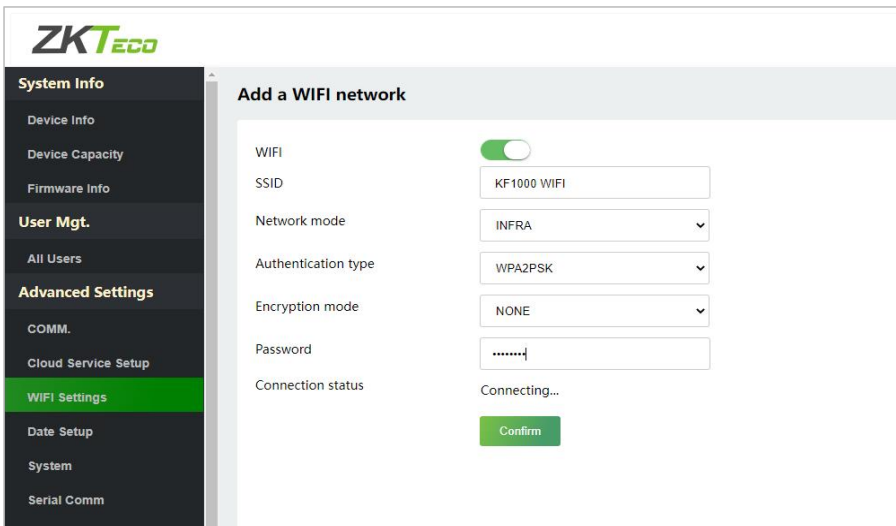 ZKTeco
System Info
Device Info
Device Capacity
Firmware Info
User Mgt.
All Users
Advanced Settings
COMM.
Cloud Service Setup
WIFI Settings
Date Setup
System
Serial Comm
Add a WIFI network
WIFI
SSID KF1000 WIFI
Network mode INFRA
Authentication type WPA2PSK
Encryption mode NONE
Password ••••••••
Connection status Connecting...
Confirm